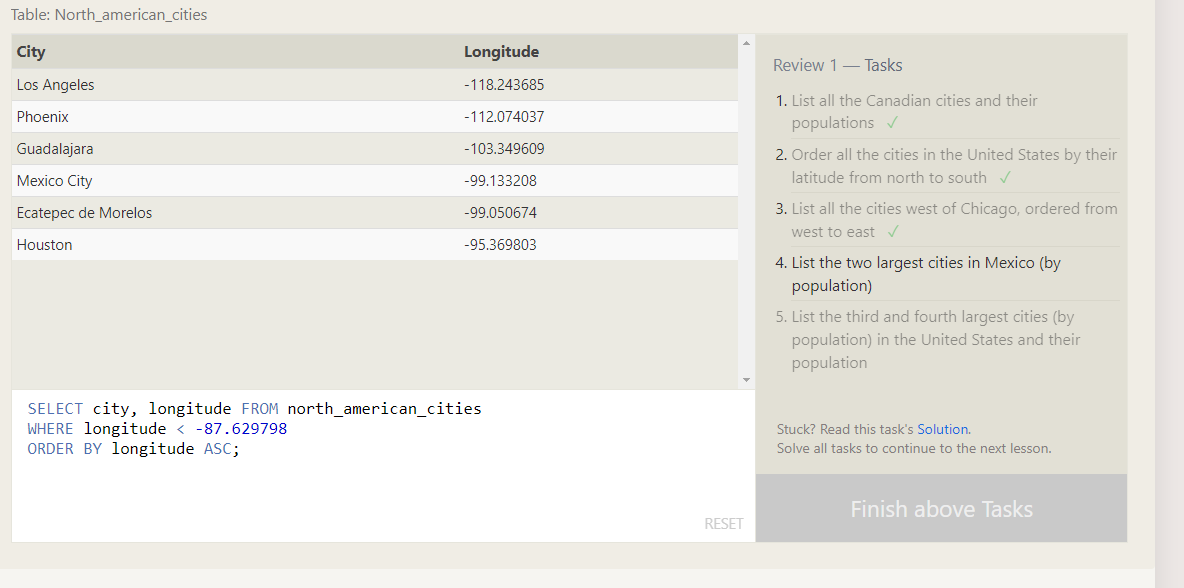 Table: North_american_cities
City Longitude
Los Angeles -118.243685
Phoenix -112.074037
Guadalajara -103.349609
Mexico City -99.133208
Ecatepec de Morelos -99.050674
Houston -95.369803
SELECT city, longitude FROM north_american_cities
WHERE longitude < -87.629798
ORDER BY longitude ASC;
RESET
Review 1 — Tasks
1. List all the Canadian cities and their
populations ✓
2. Order all the cities in the United States by their
latitude from north to south ✓
3. List all the cities west of Chicago, ordered from
west to east ✓
4. List the two largest cities in Mexico (by
population)
5. List the third and fourth largest cities (by
population) in the United States and their
population
Stuck? Read this task's Solution.
Solve all tasks to continue to the next lesson.
Finish above Tasks